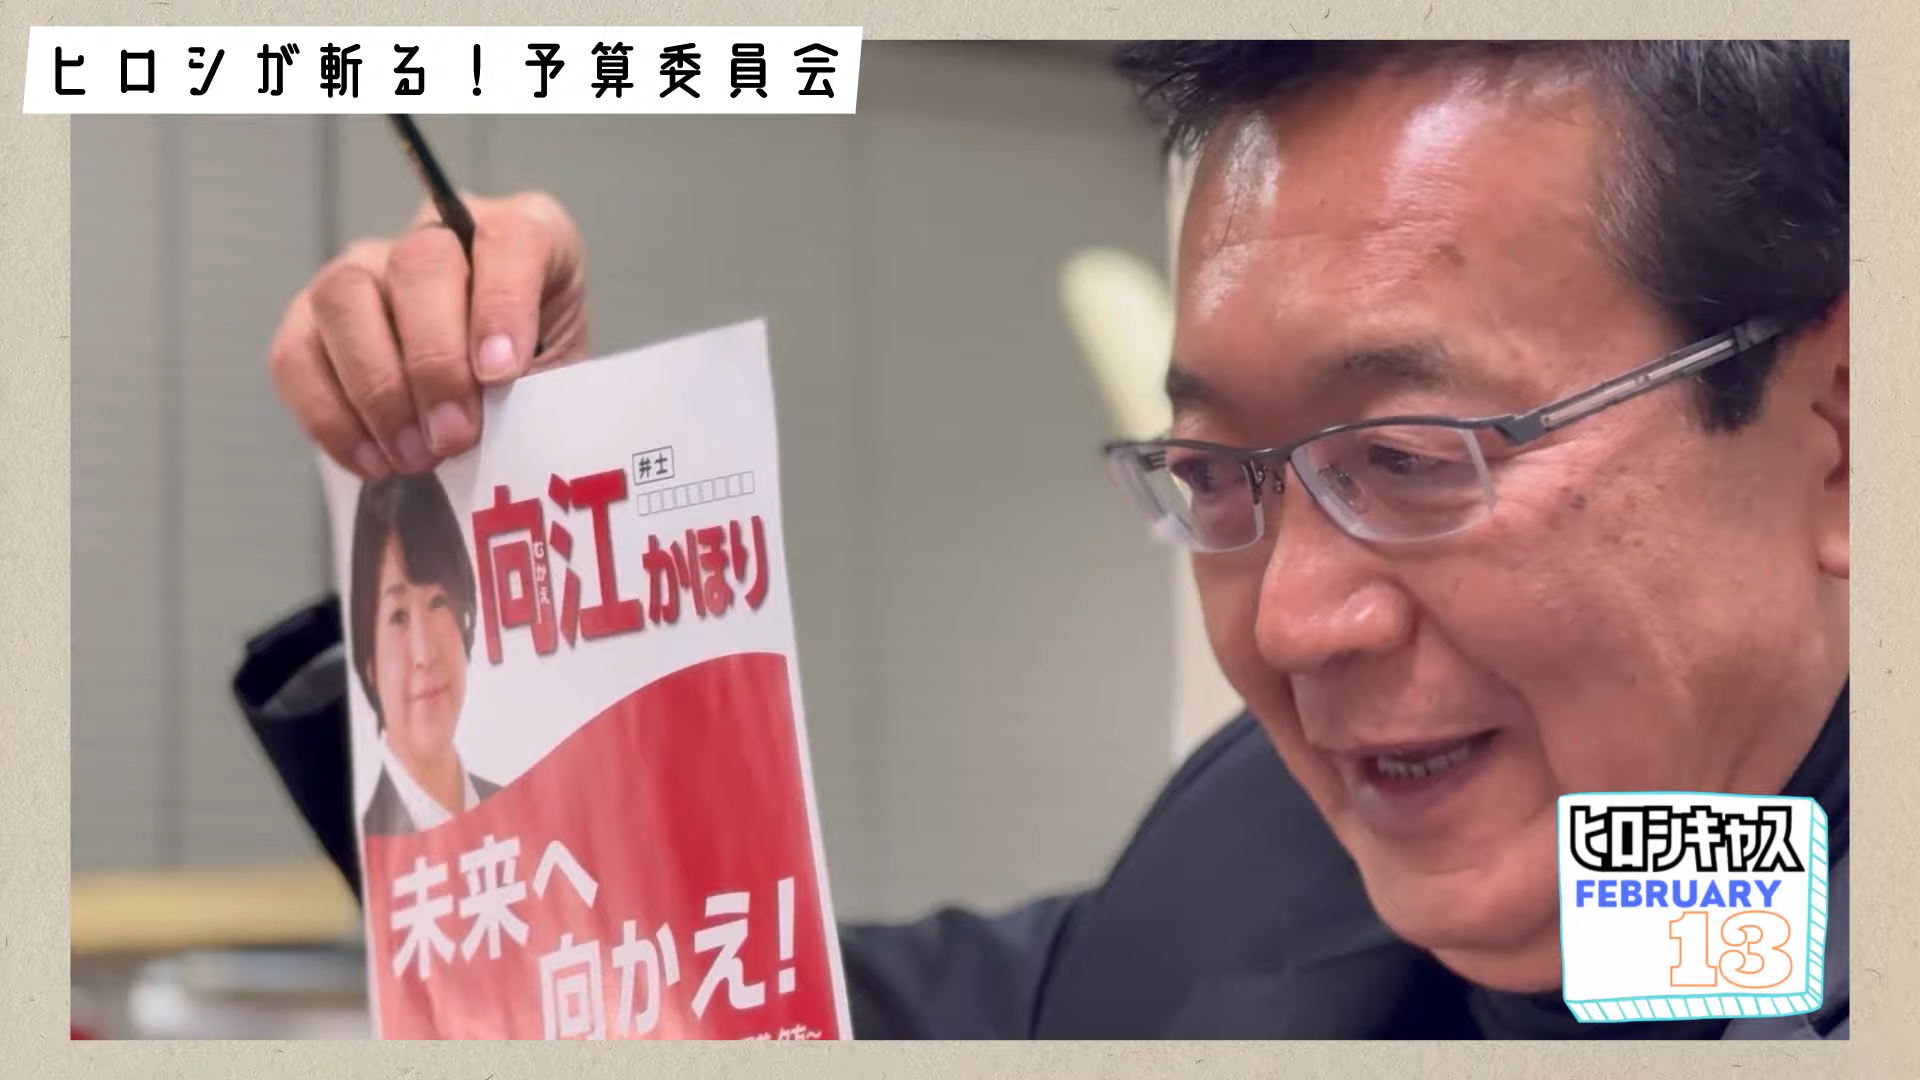 ヒロシが斬る！予算委員会
弁士
向江かほり
むかえ
未来へ
向かえ！
ヒロシキャス
FEBRUARY
13